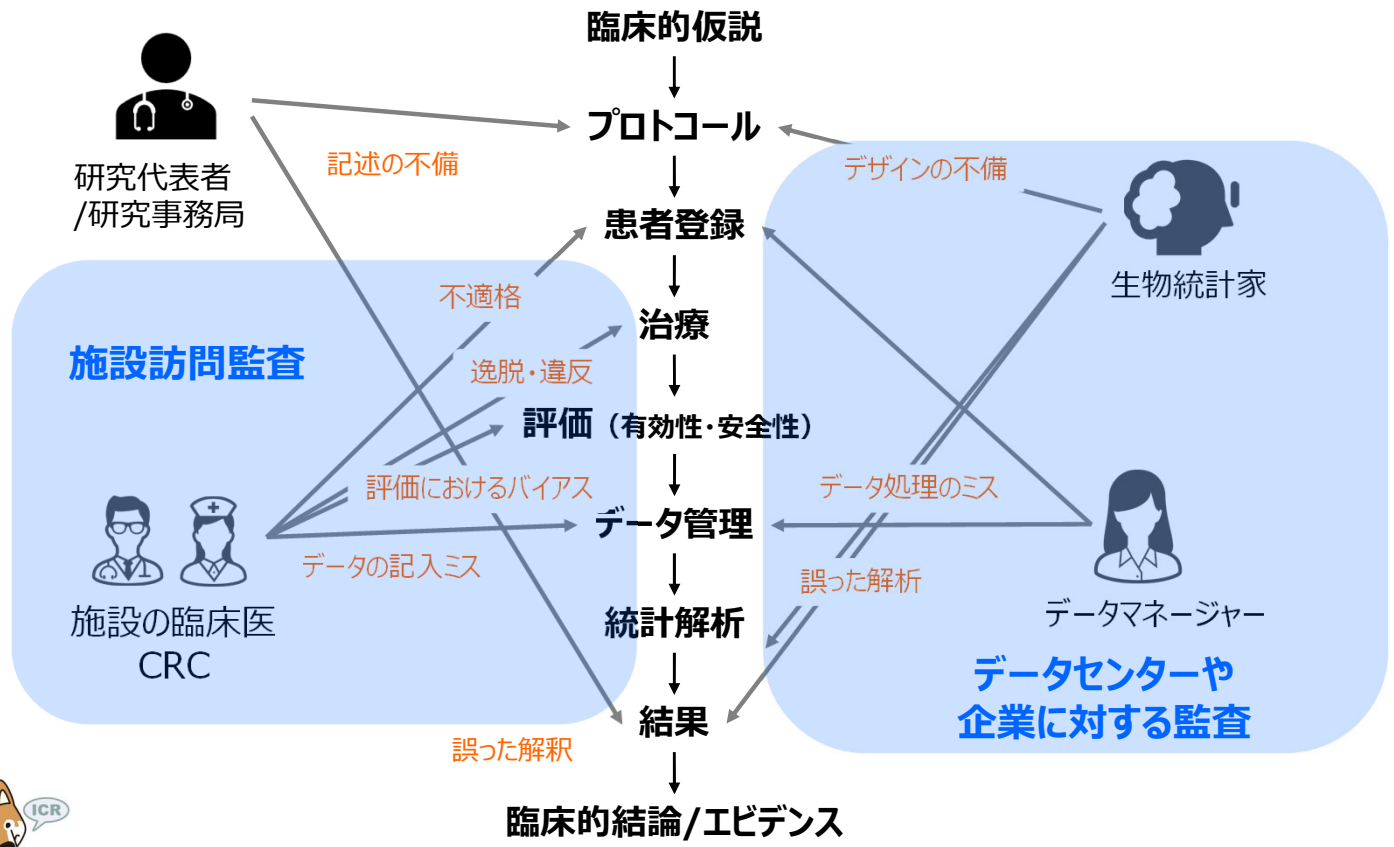 臨床的仮説
プロトコール
記述の不備
デザインの不備
研究代表者
/研究事務局
患者登録
生物統計家
不適格
治療
施設訪問監査
逸脱・違反
評価（有効性・安全性）
評価におけるバイアス
データ処理のミス
データ管理
データの記入ミス
誤った解析
施設の臨床医
CRC
統計解析
データマネージャー
データセンターや
企業に対する監査
結果
誤った解釈
ICR
臨床的結論/エビデンス